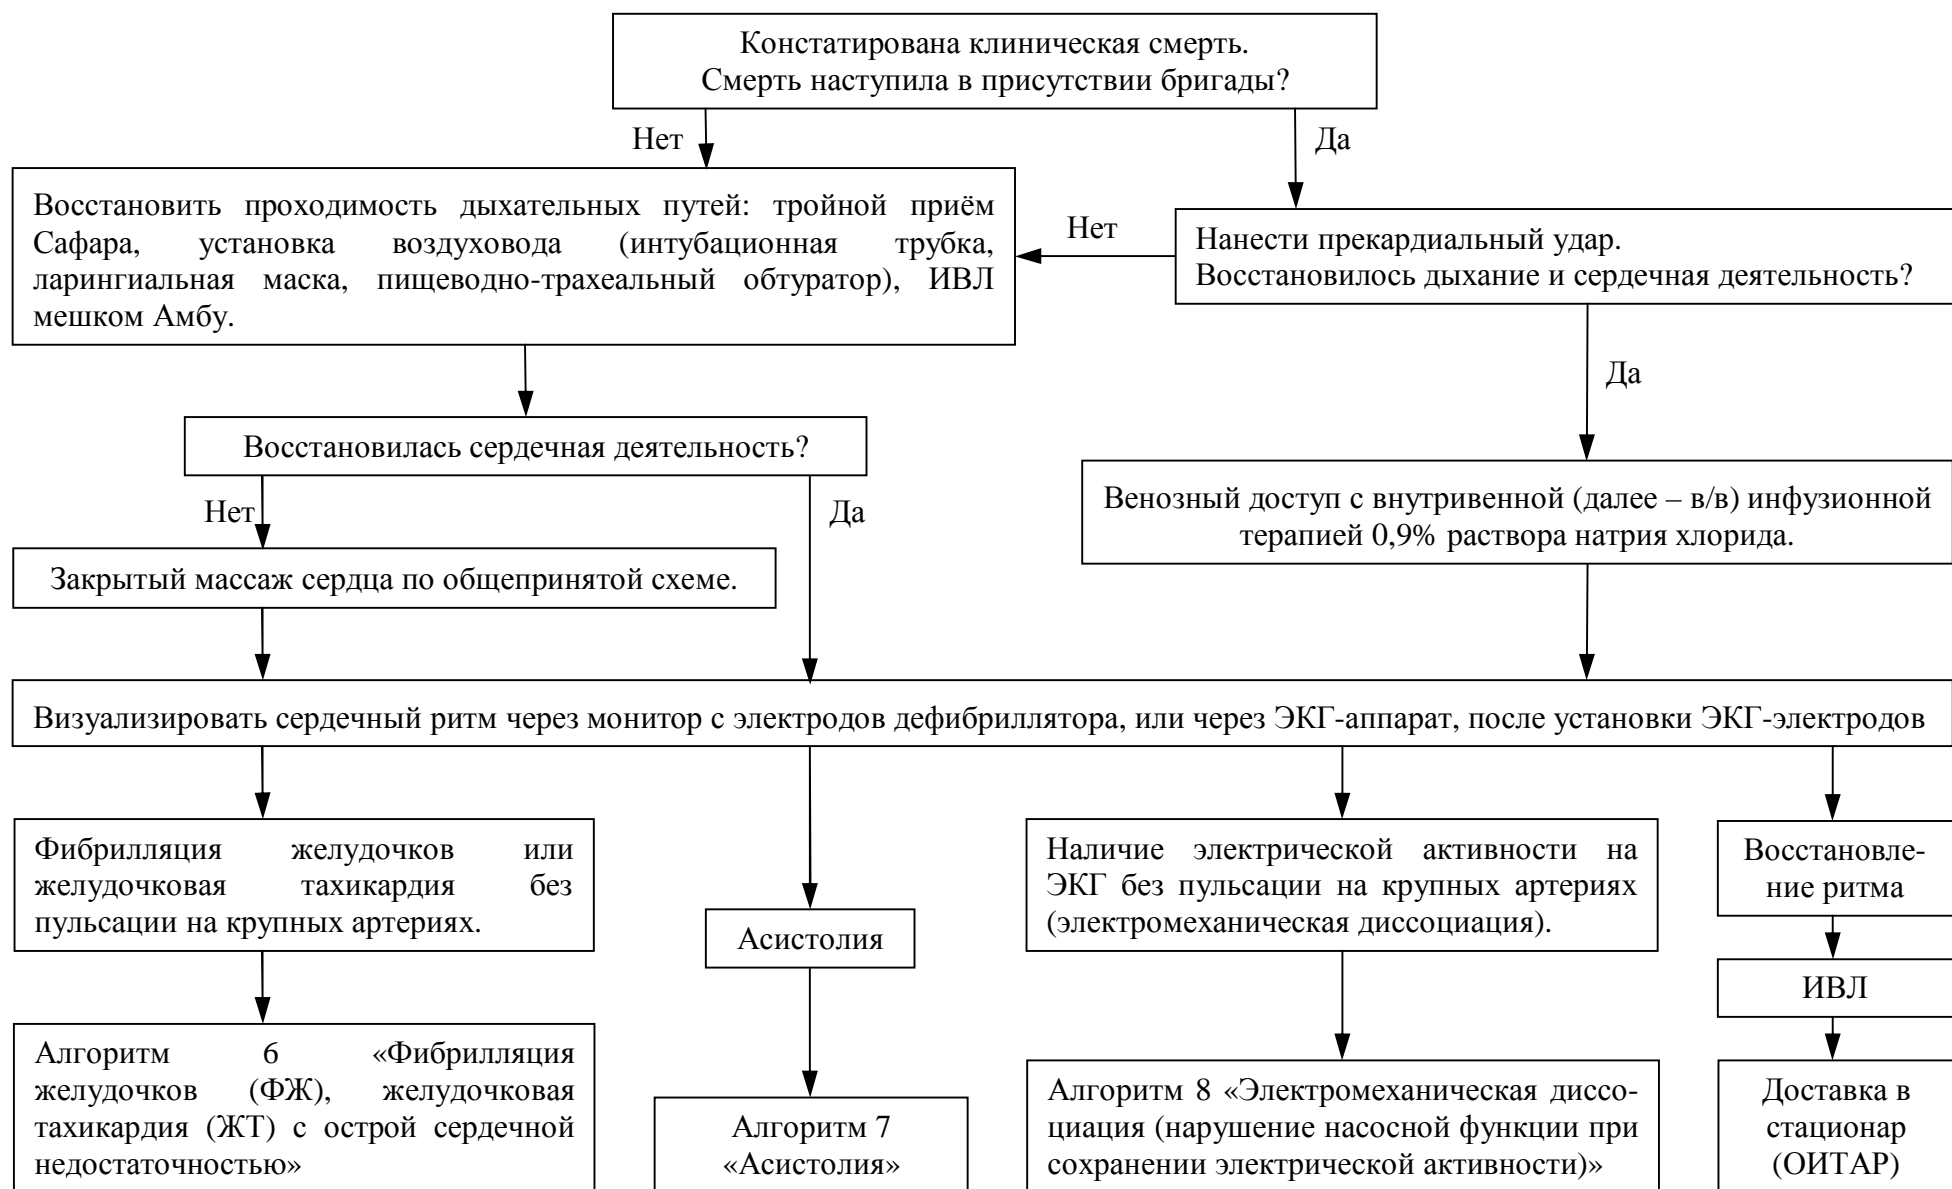 Констатирована клиническая смерть.
Смерть наступила в присутствии бригады?
Нет
Да
Восстановить проходимость дыхательных путей: тройной приём
Сафара, установка воздуховода (интубационная трубка,
ларингиальная маска, пищеводно-трахеальный обтуратор), ИВЛ
мешком Амбу.
Нет
Нанести прекардиальный удар.
Восстановилось дыхание и сердечная деятельность?
Да
Восстановилась сердечная деятельность?
Нет
Да
Венозный доступ с внутривенной (далее – в/в) инфузионной
терапией 0,9% раствора натрия хлорида.
Закрытый массаж сердца по общепринятой схеме.
Визуализировать сердечный ритм через монитор с электродов дефибриллятора, или через ЭКГ-аппарат, после установки ЭКГ-электродов
Фибрилляция желудочков или
желудочковая тахикардия без
пульсации на крупных артериях.
Асистолия
Наличие электрической активности на
ЭКГ без пульсации на крупных артериях
(электромеханическая диссоциация).
Восстановле-
ние ритма
ИВЛ
Алгоритм 6 «Фибрилляция
желудочков (ФЖ), желудочковая
тахикардия (ЖТ) с острой сердечной
недостаточностью»
Алгоритм 7
«Асистолия»
Алгоритм 8 «Электромеханическая диссо-
циация (нарушение насосной функции при
сохранении электрической активности)»
Доставка в
стационар
(ОИТАР)